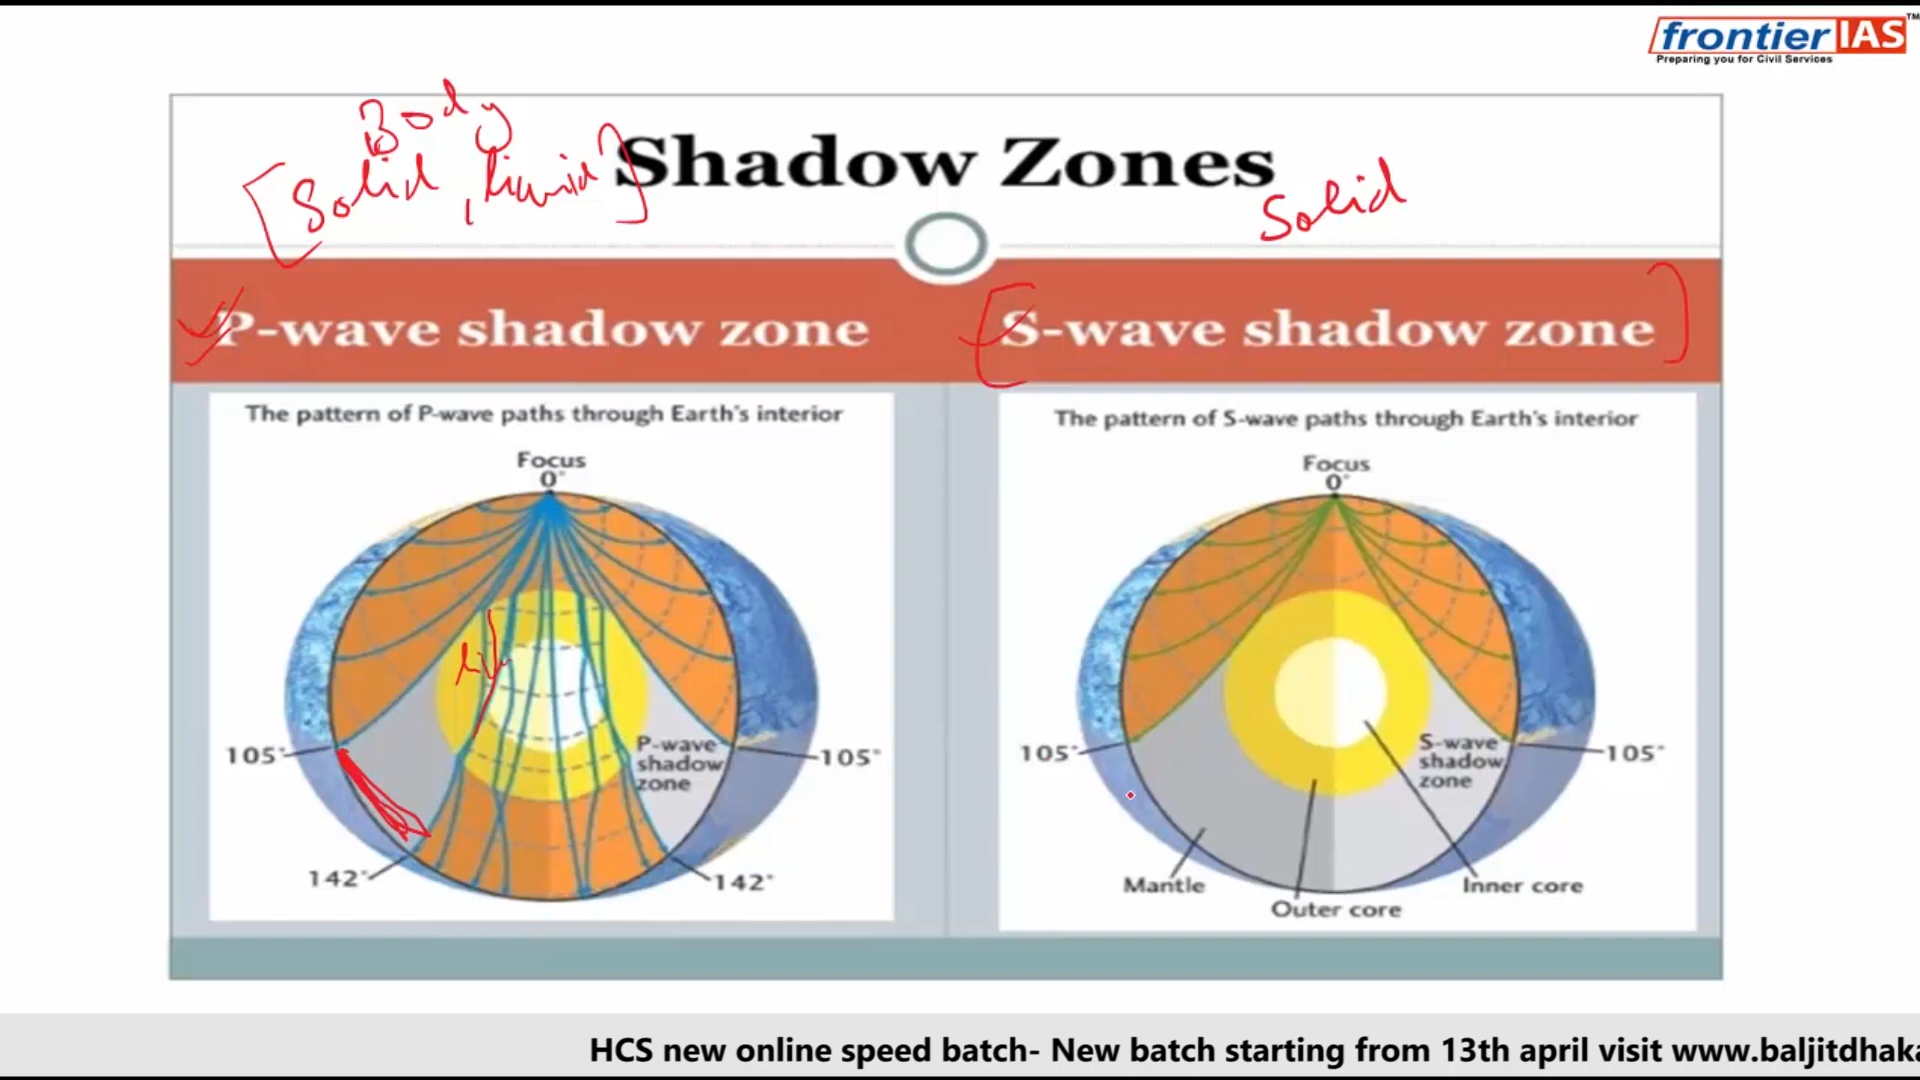 frontier IAS™
Preparing you for Civil Services
Body
[Solid, Liquid]
Shadow Zones
Solid
P-wave shadow zone
S-wave shadow zone
The pattern of P-wave paths through Earth's interior
Focus
0°
P-wave
shadow
zone
105°
105°
142°
142°
The pattern of S-wave paths through Earth's interior
Focus
0°
S-wave
shadow
zone
105°
105°
Mantle
Inner core
Outer core
HCS new online speed batch- New batch starting from 13th april visit www.baljitdhaka